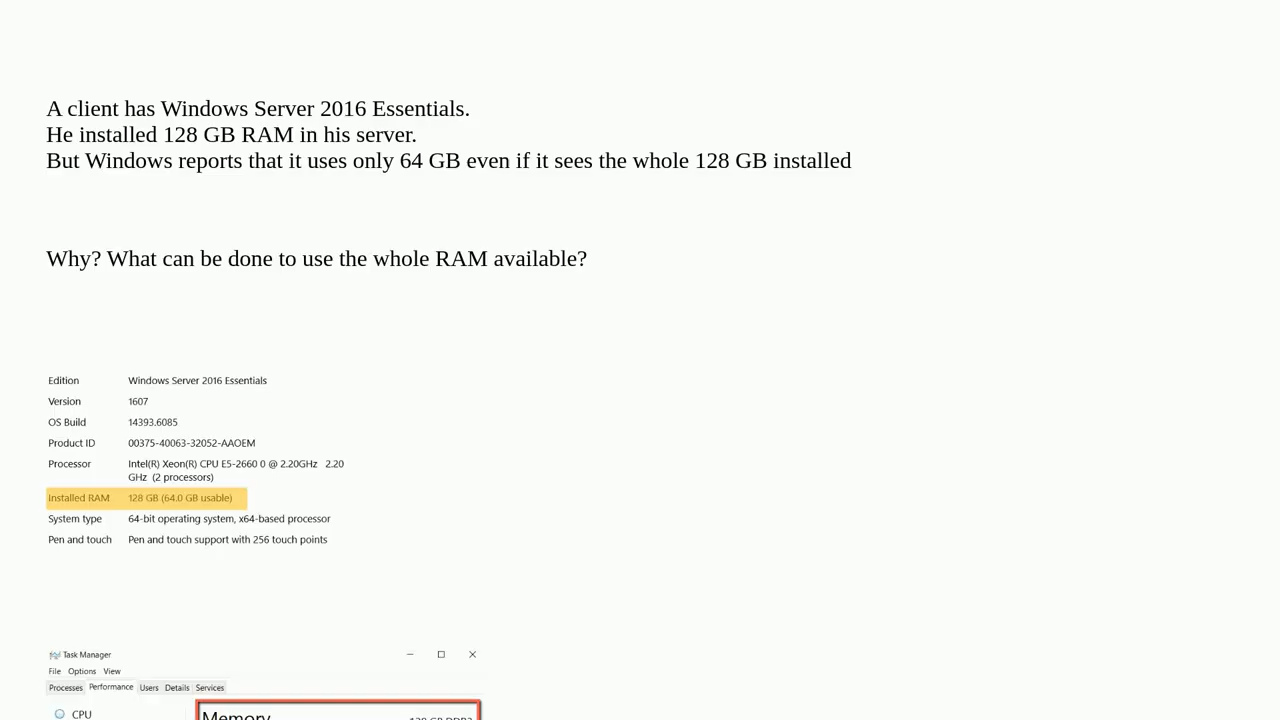 A client has Windows Server 2016 Essentials.
He installed 128 GB RAM in his server.
But Windows reports that it uses only 64 GB even if it sees the whole 128 GB installed
Why? What can be done to use the whole RAM available?
Edition Windows Server 2016 Essentials
Version 1607
OS Build 14393.6085
Product ID 00375-40063-32052-AAOEM
Processor Intel(R) Xeon(R) CPU E5-2660 0 @ 2.20GHz 2.20
GHz (2 processors)
Installed RAM 128 GB (64.0 GB usable)
System type 64-bit operating system, x64-based processor
Pen and touch Pen and touch support with 256 touch points
Task Manager
File Options View
Processes Performance Users Details Services
CPU Memory